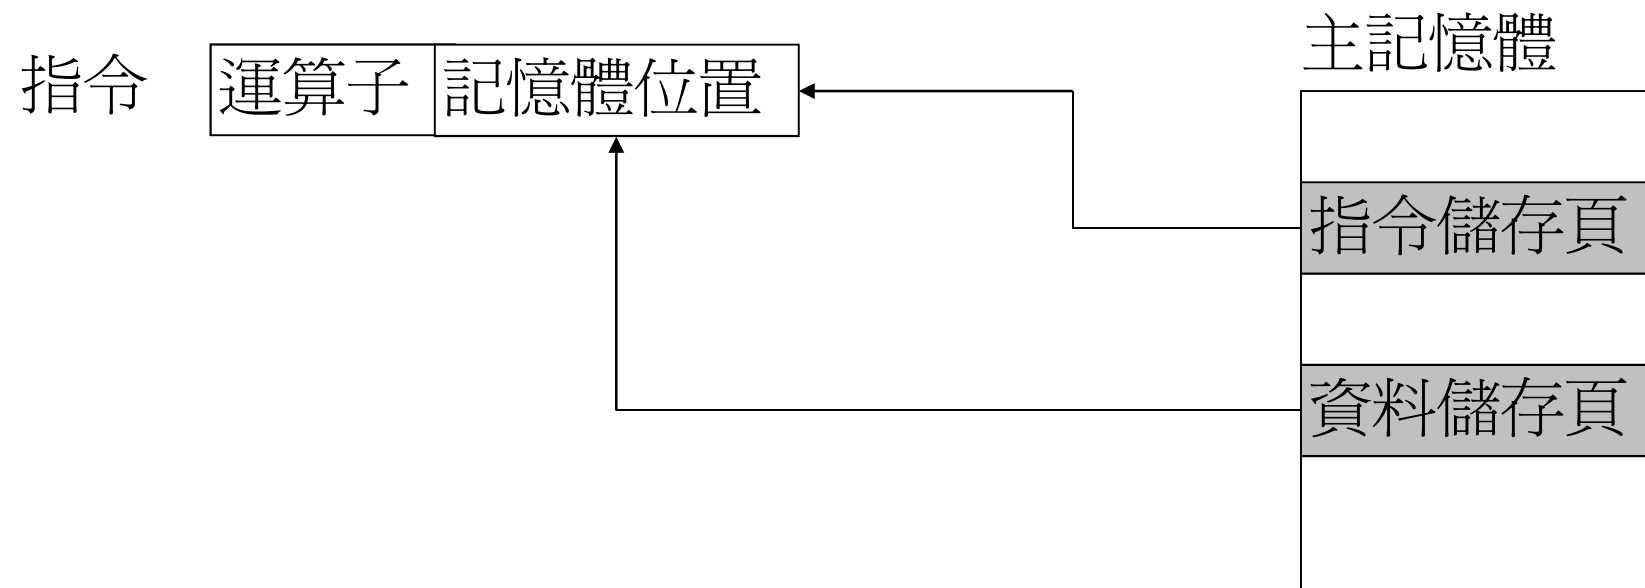 主記憶體
指令 運算子 記憶體位置
指令儲存頁
資料儲存頁